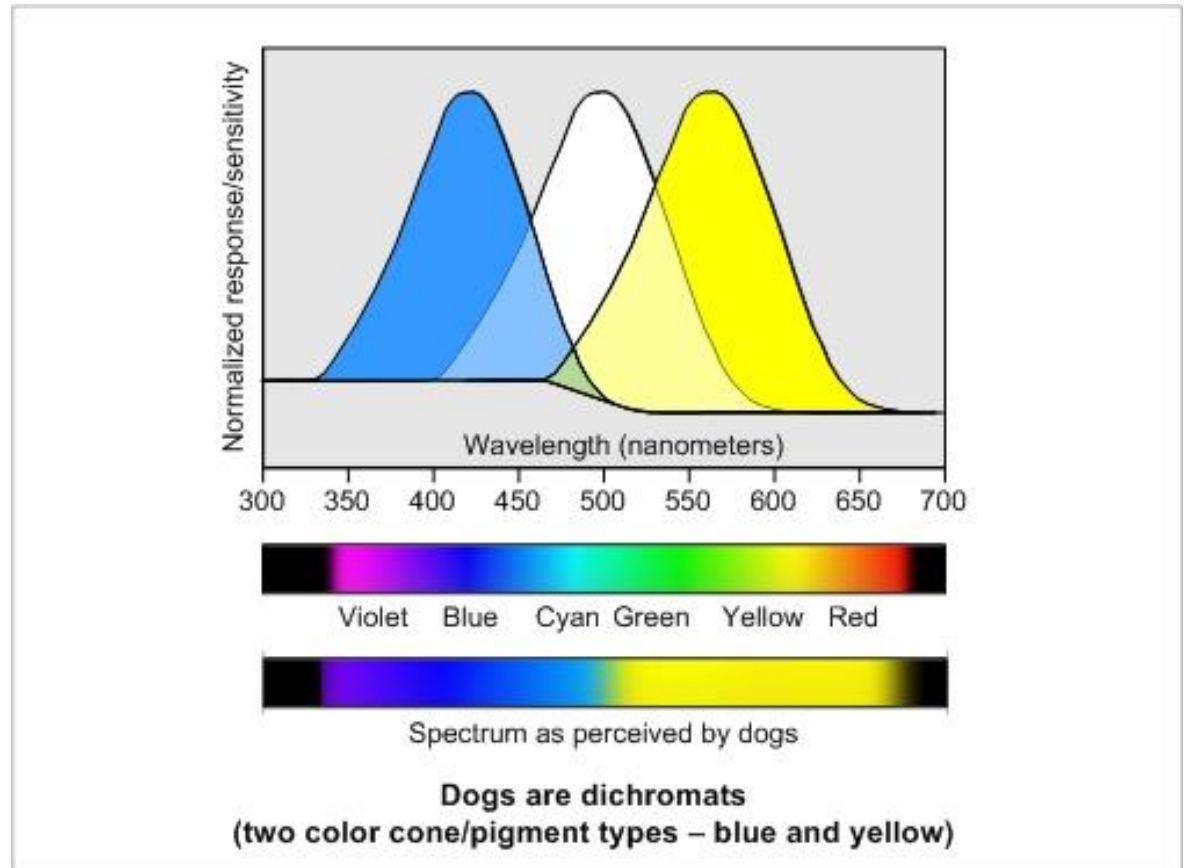 Normalized response/sensitivity
Wavelength (nanometers)
300 350 400 450 500 550 600 650 700
Violet Blue Cyan Green Yellow Red
Spectrum as perceived by dogs
Dogs are dichromats
(two color cone/pigment types – blue and yellow)